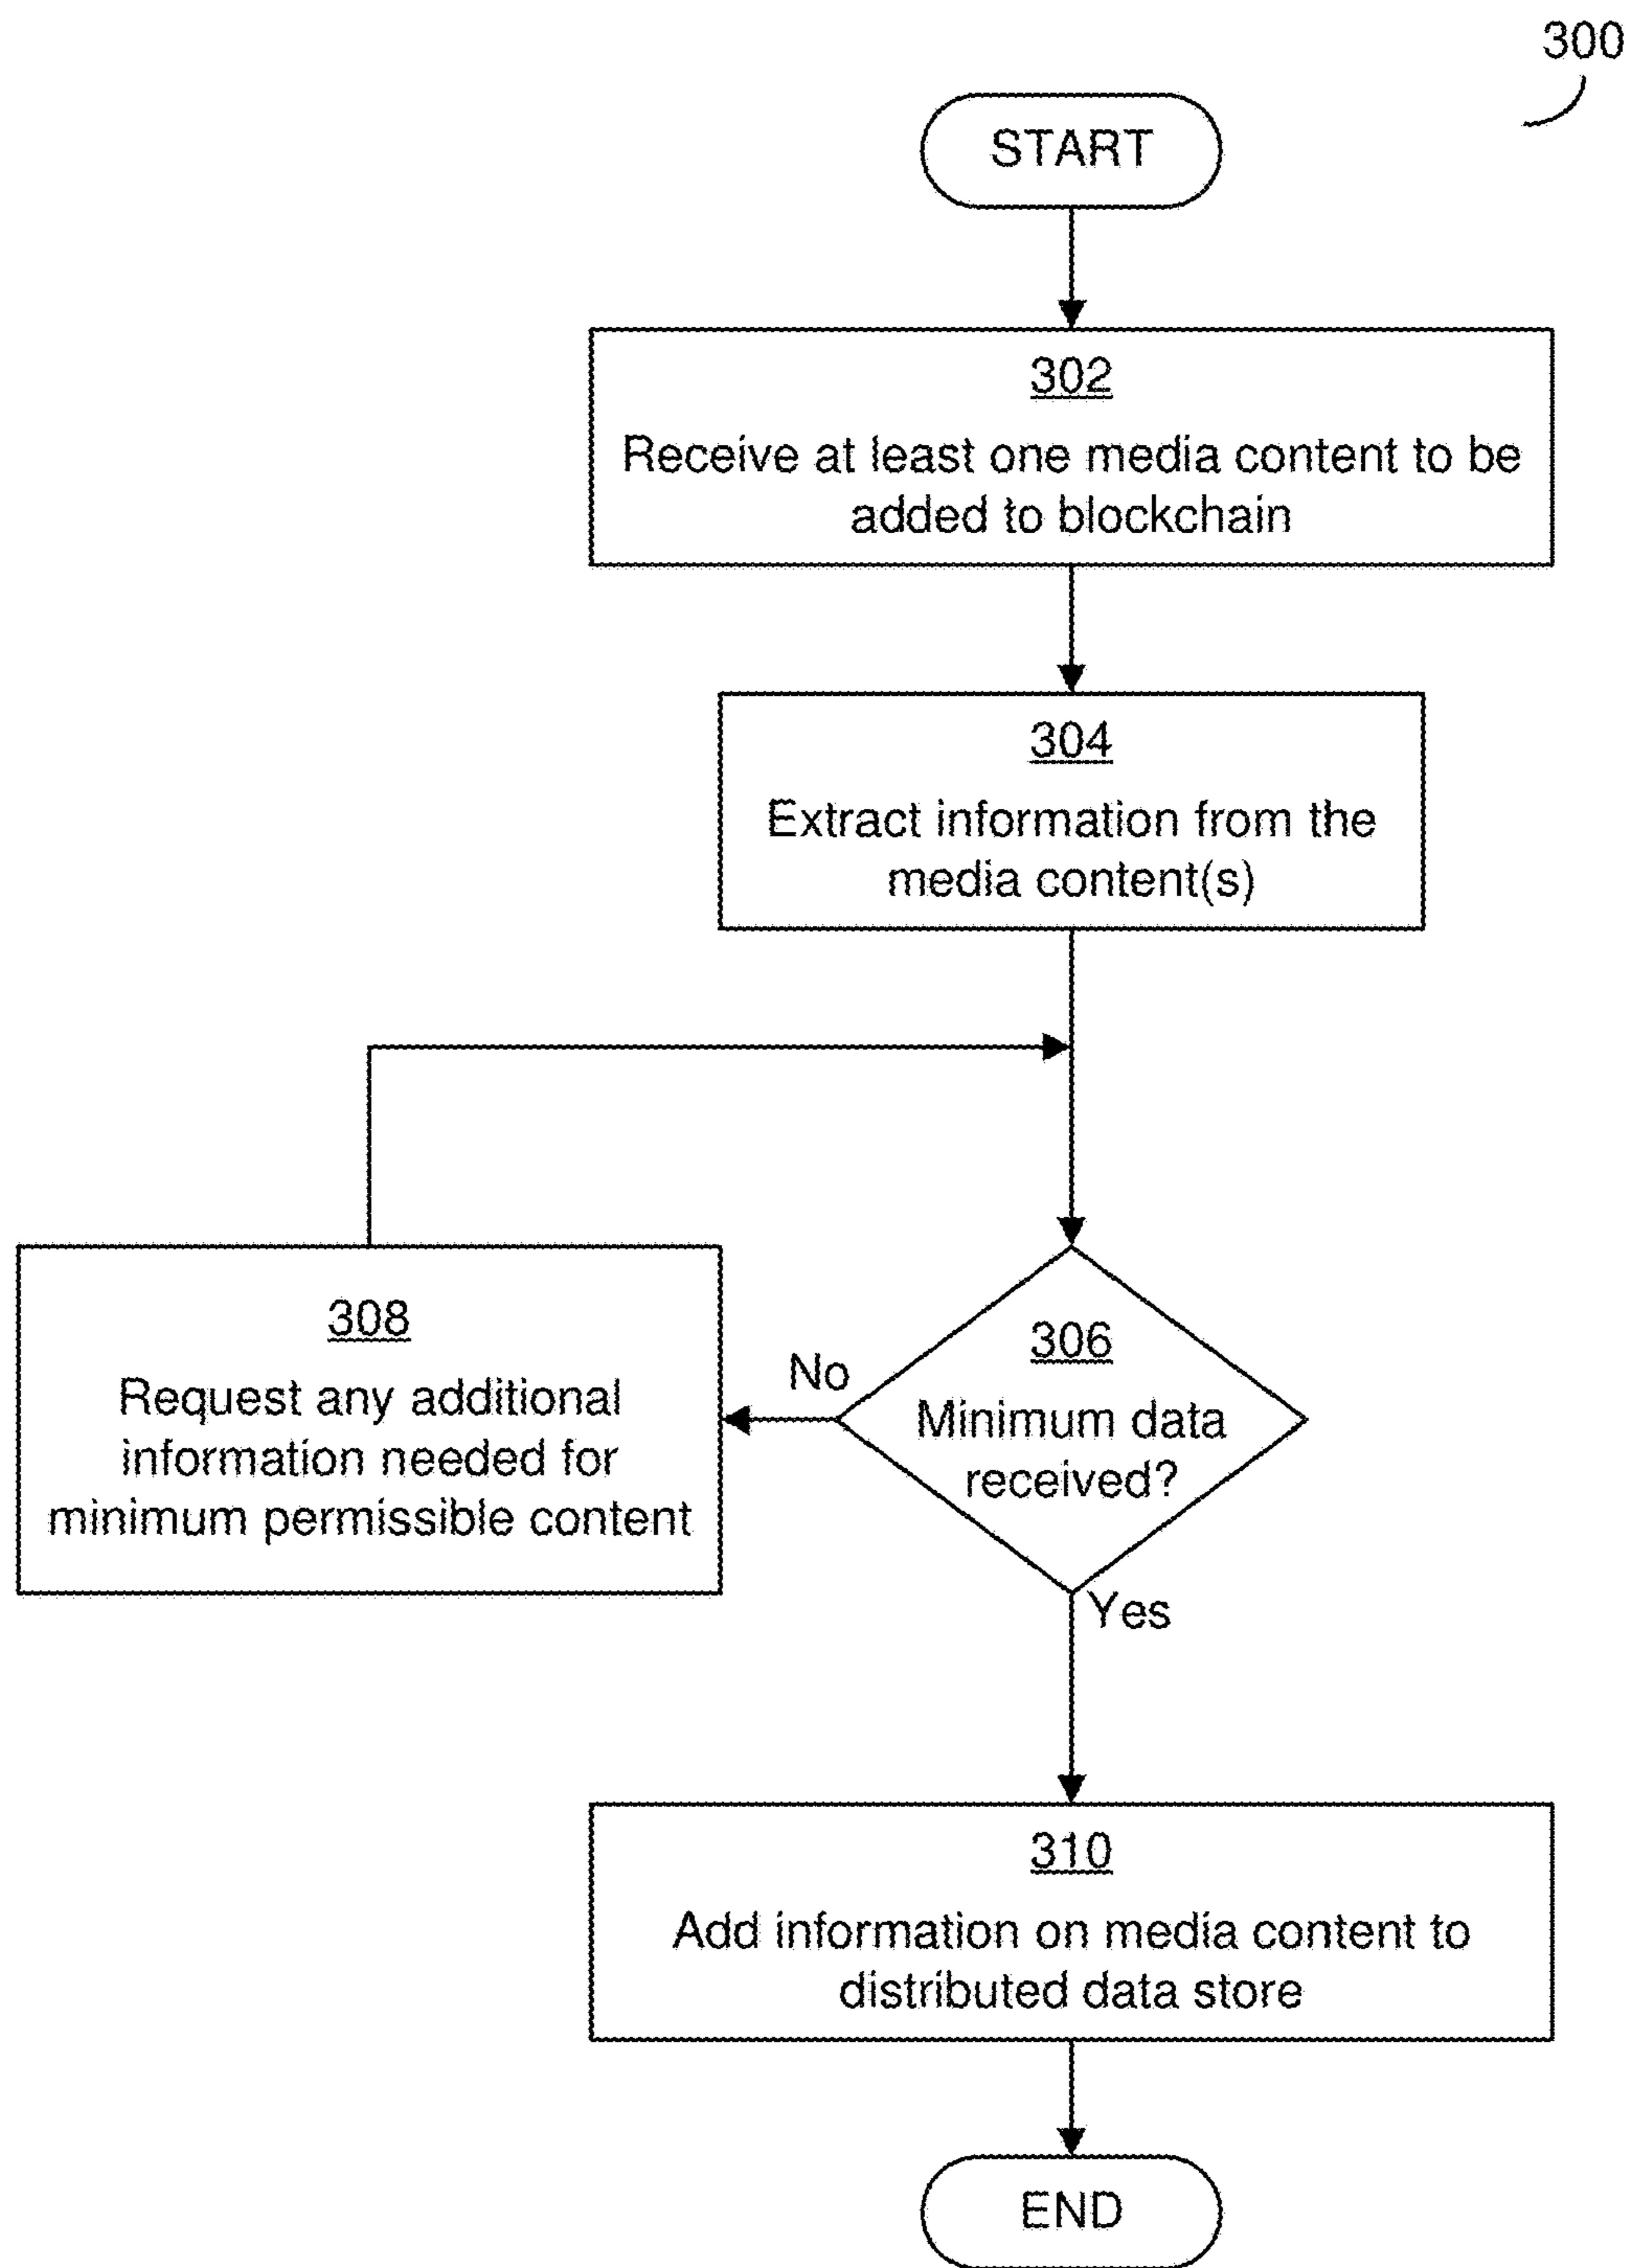 300
START
302
Receive at least one media content to be
added to blockchain
304
Extract information from the
media content(s)
308
Request any additional
information needed for
minimum permissible content
No
306
Minimum data
received?
Yes
310
Add information on media content to
distributed data store
END